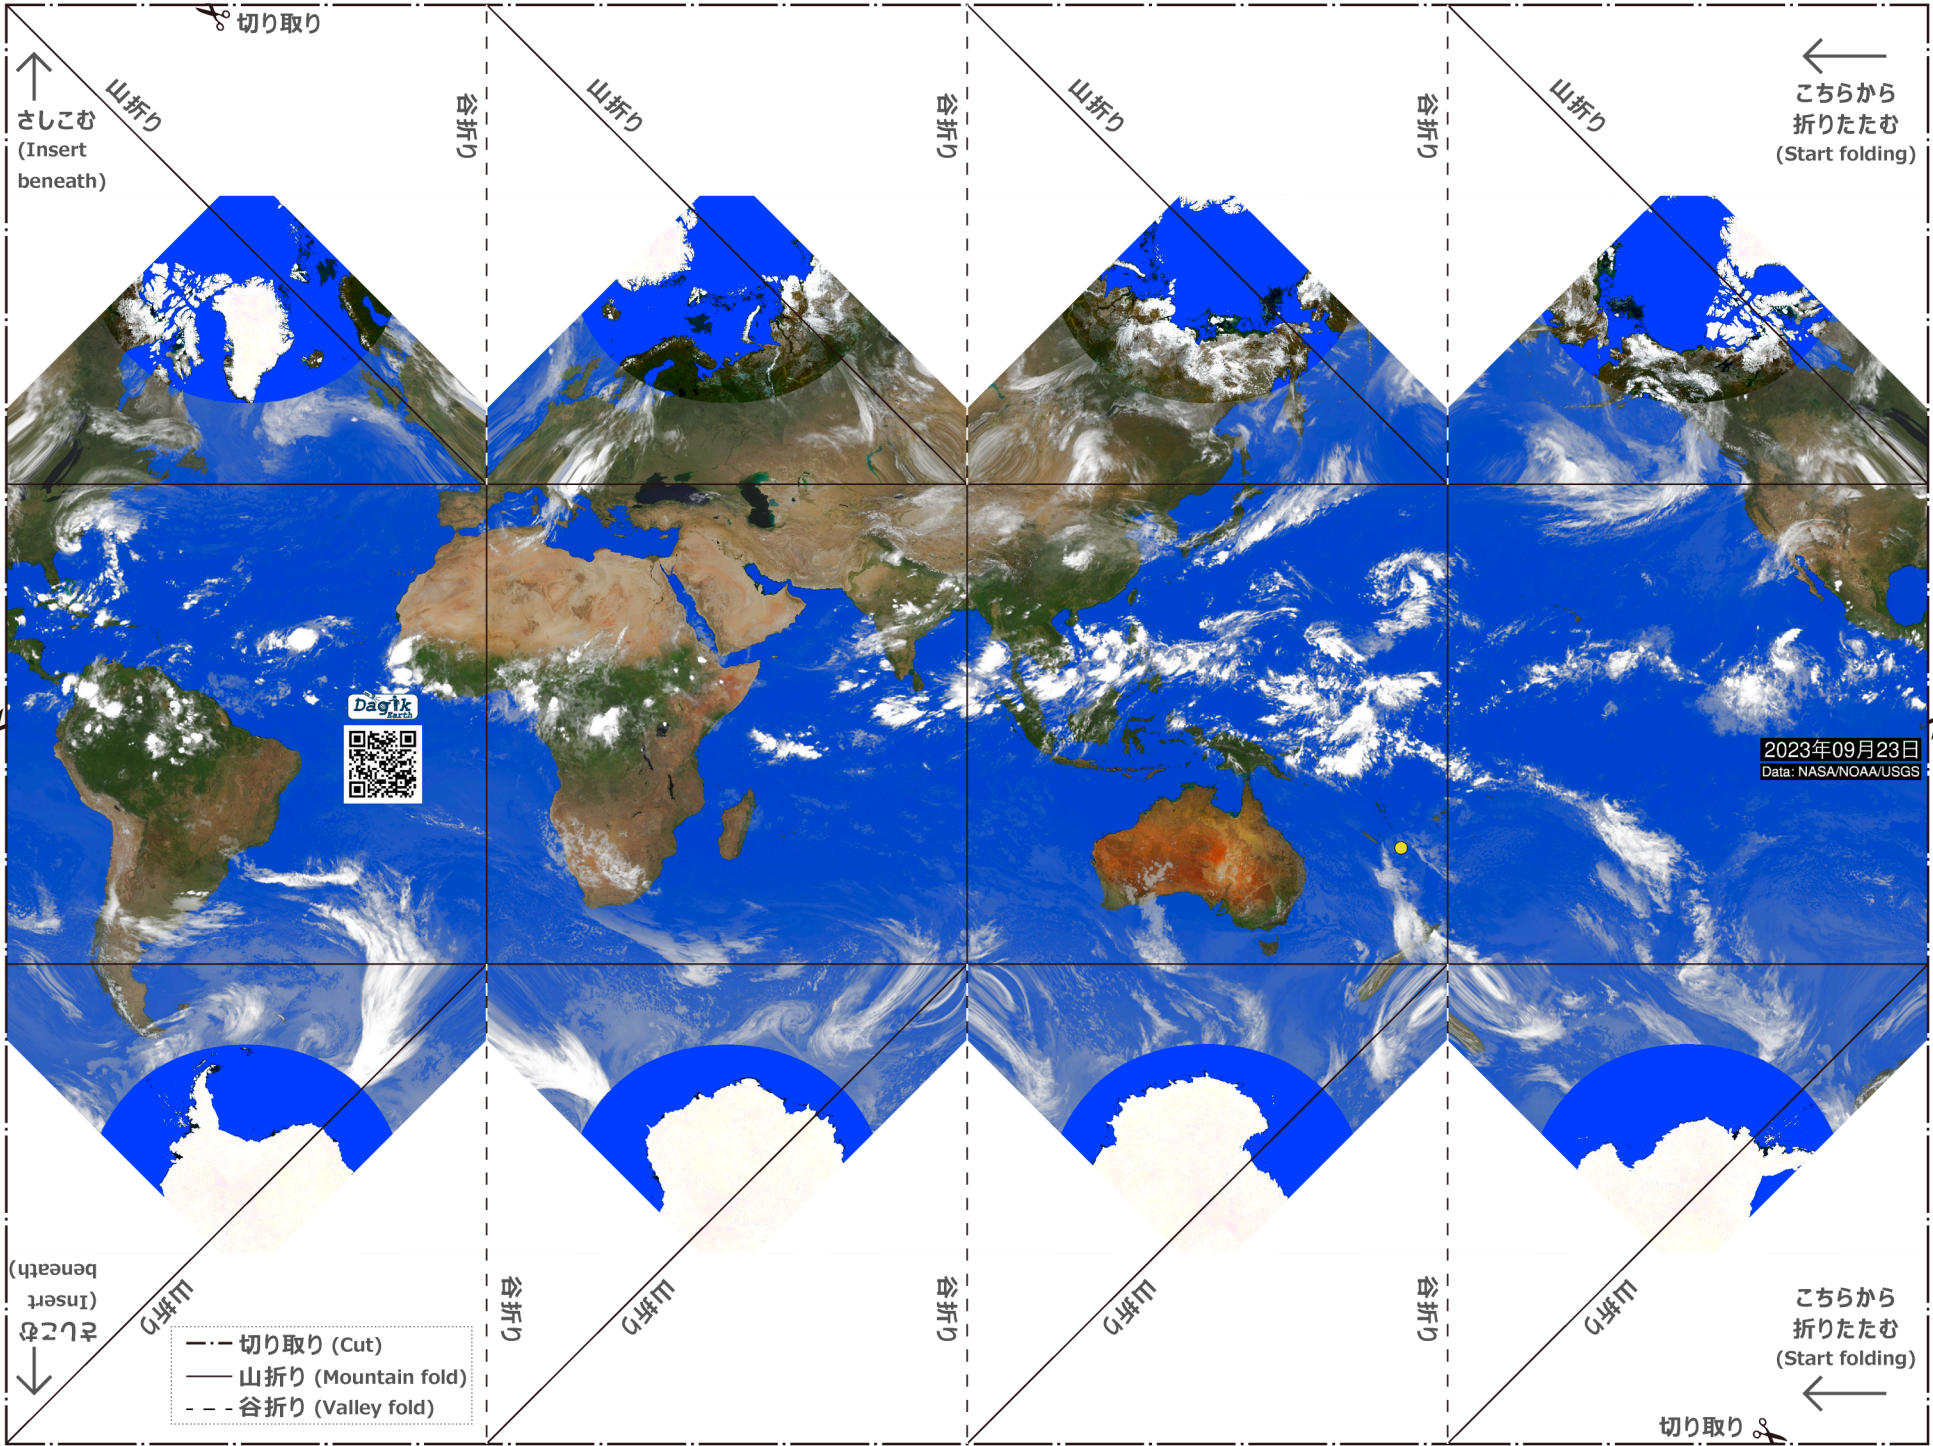 切り取り
山折り
谷折り
山折り
谷折り
山折り
谷折り
山折り
さしこむ
(Insert
beneath)
こちらから
折りたたむ
(Start folding)
Dagik
Earth
2023年09月23日
Data: NASA/NOAA/USGS
さしこむ
(Insert
beneath)
山折り
谷折り
山折り
谷折り
山折り
谷折り
山折り
こちらから
折りたたむ
(Start folding)
切り取り (Cut)
山折り (Mountain fold)
谷折り (Valley fold)
切り取り